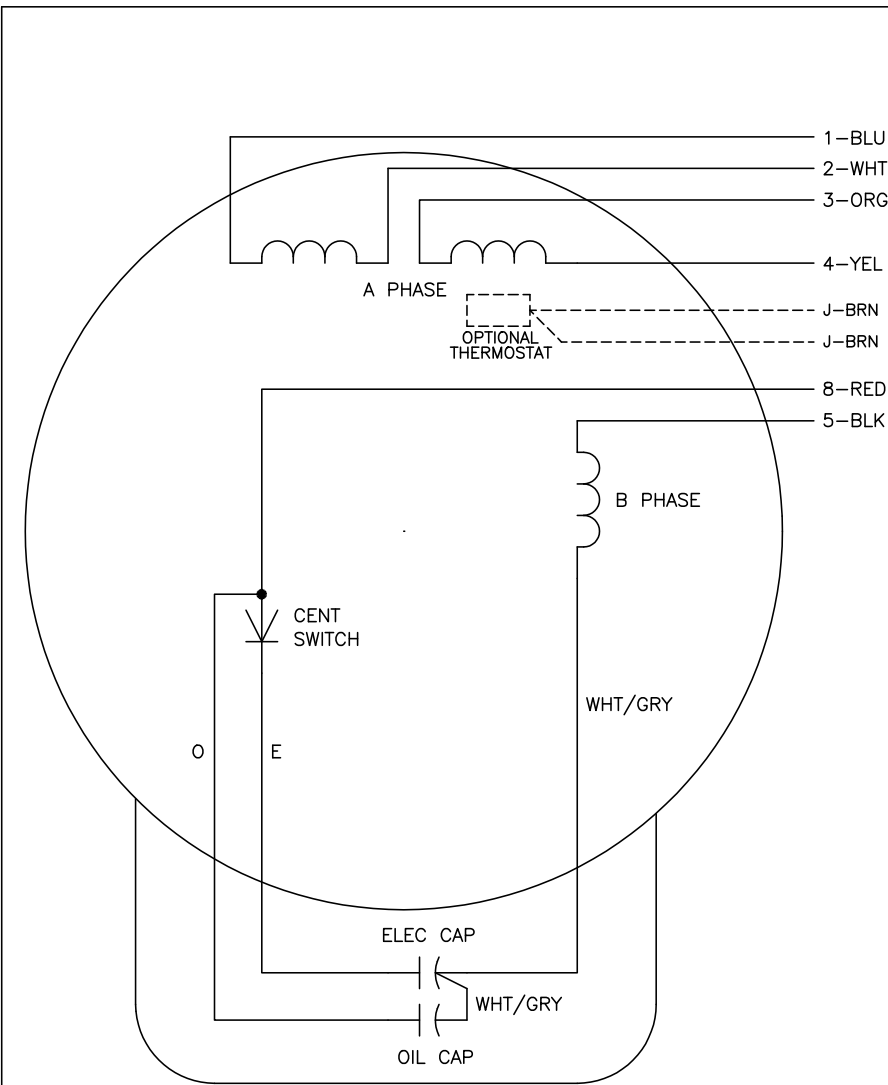 1-BLU
2-WHT
3-ORG
4-YEL
A PHASE
J-BRN
OPTIONAL
THERMOSTAT
J-BRN
8-RED
5-BLK
B PHASE
CENT
SWITCH
WHT/GRY
O
E
ELEC CAP
WHT/GRY
OIL CAP